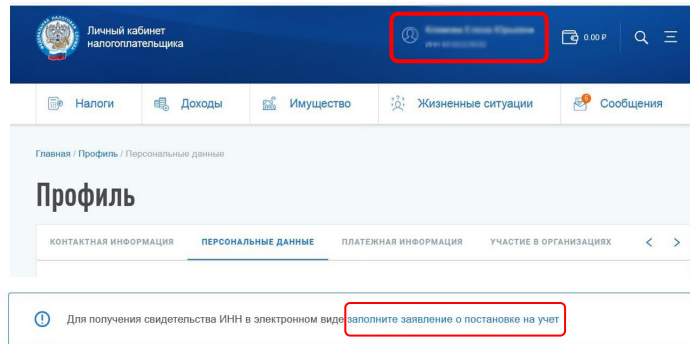 Личный кабинет
налогоплательщика
0.00 ₽
Налоги
Доходы
Имущество
Жизненные ситуации
6
Сообщения
Главная / Профиль / Персональные данные
Профиль
КОНТАКТНАЯ ИНФОРМАЦИЯ
ПЕРСОНАЛЬНЫЕ ДАННЫЕ
ПЛАТЕЖНАЯ ИНФОРМАЦИЯ
УЧАСТИЕ В ОРГАНИЗАЦИЯХ
Для получения свидетельства ИНН в электронном виде заполните заявление о постановке на учет